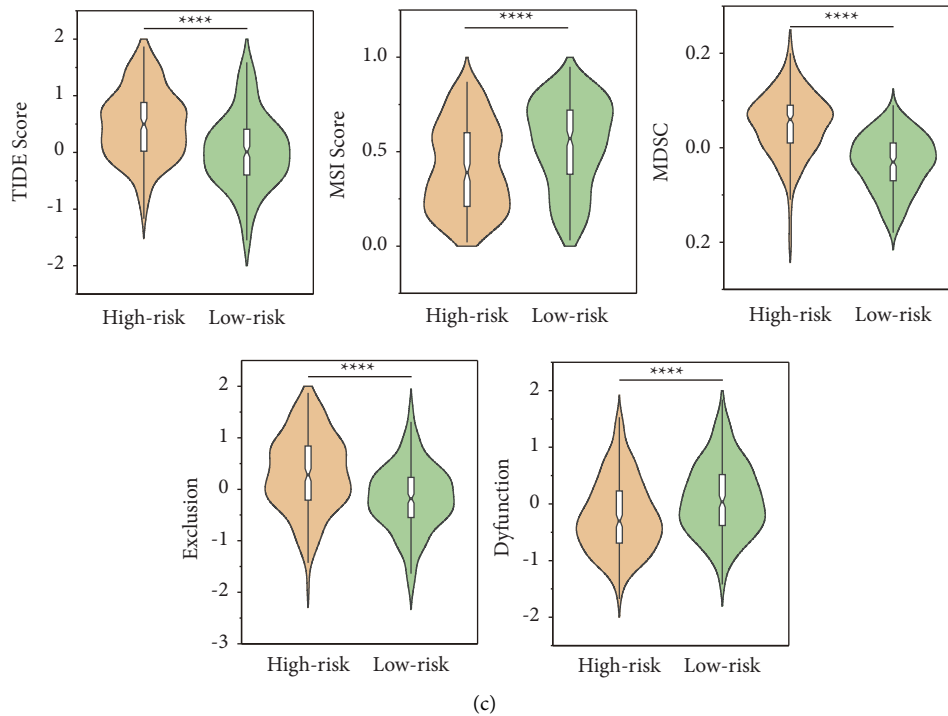 ****
2
1
0
-1
-2
TIDE Score
High-risk Low-risk
****
1.0
0.5
0.0
MSI Score
High-risk Low-risk
****
0.2
0.0
0.2
MDSC
High-risk Low-risk
****
2
1
0
-1
2
-3
Exclusion
High-risk Low-risk
****
2
1
0
-1
-2
Dyfunction
High-risk Low-risk
(c)